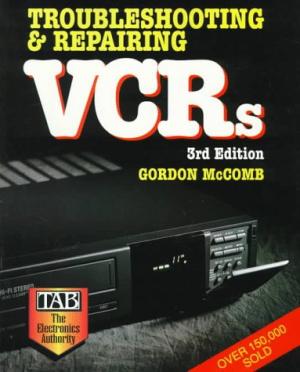 TROUBLESHOOTING
& REPAIRING
VCRs
3rd Edition
GORDON McCOMB
HI-FI STEREO
TAB
The
Electronics
Authority
OVER 150,000
SOLD